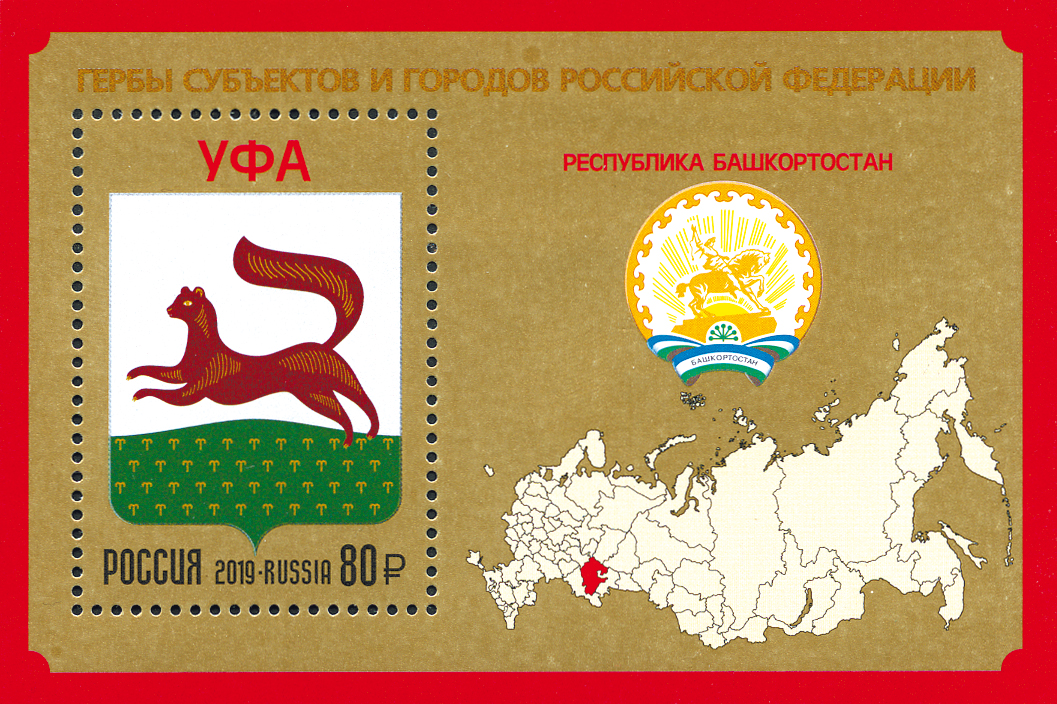 ГЕРБЫ СУБЪЕКТОВ И ГОРОДОВ РОССИЙСКОЙ ФЕДЕРАЦИИ
УФА
РОССИЯ 2019-RUSSIA 80₽
РЕСПУБЛИКА БАШКОРТОСТАН
БАШКОРТОСТАН